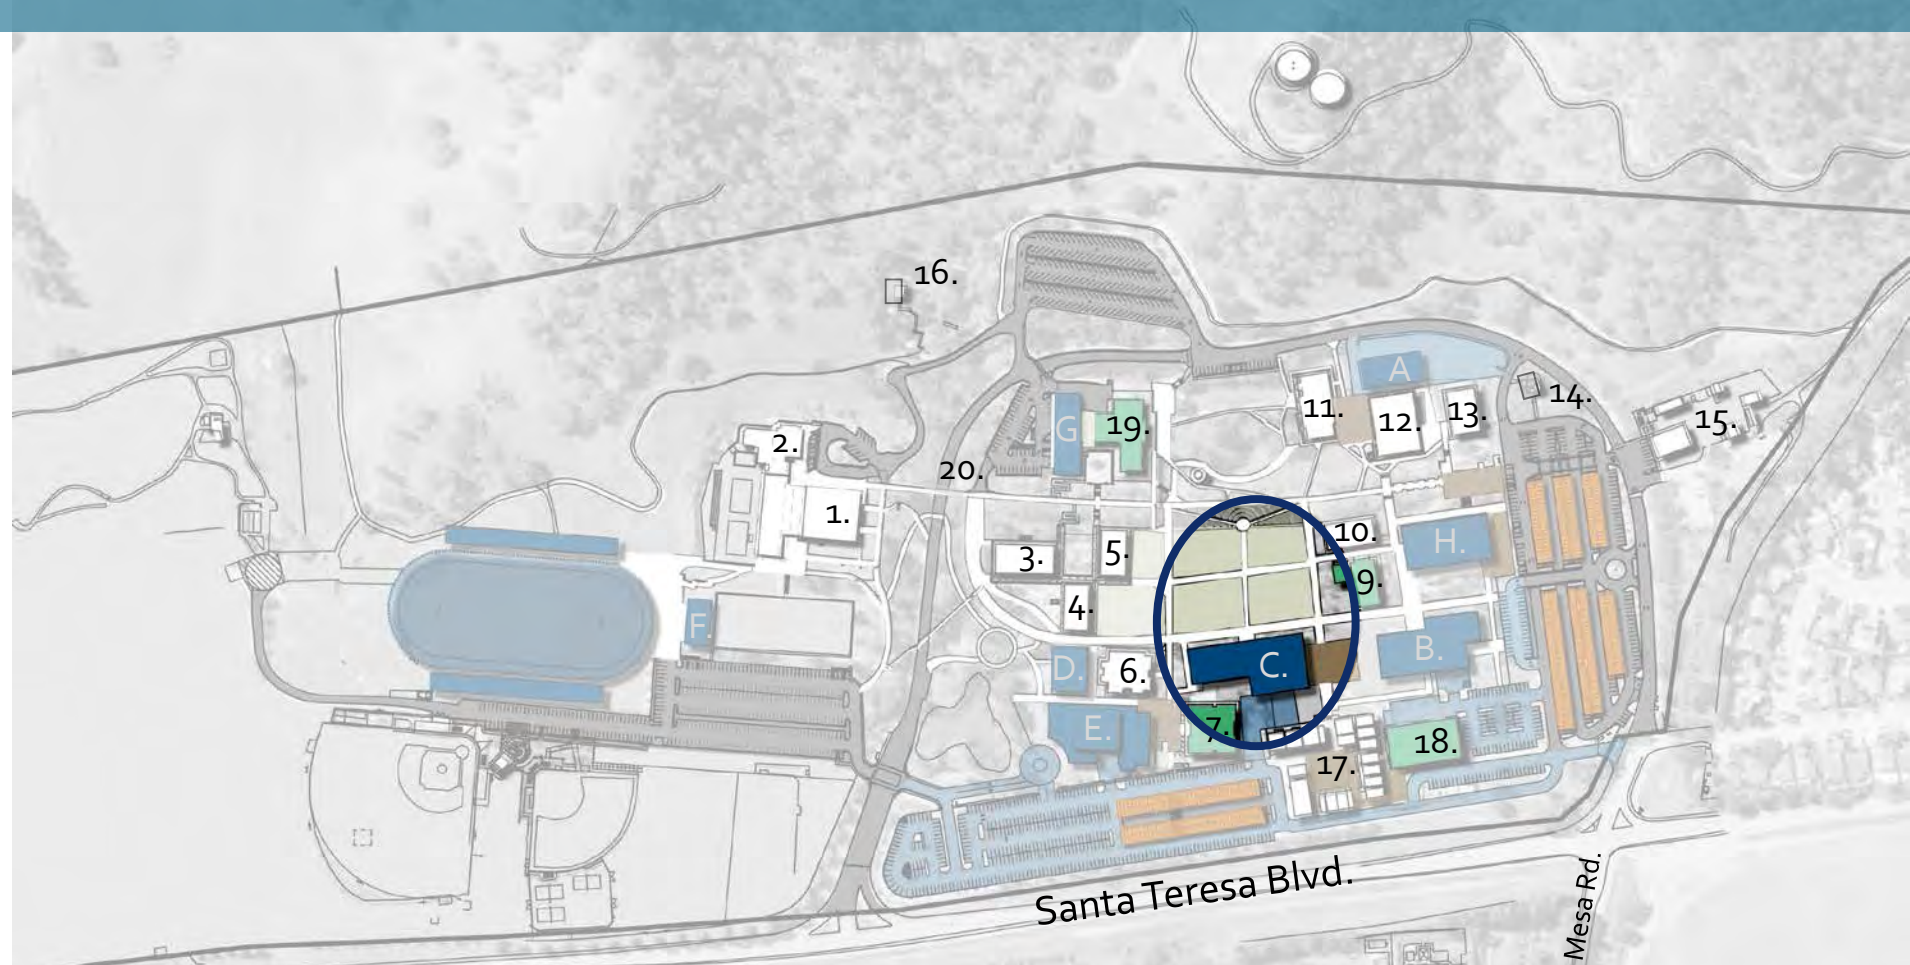 16.
A
11.
12.
13.
14.
15.
2.
G
19.
20.
1.
3.
5.
10.
H.
9.
4.
F.
D.
6.
C.
B.
E.
7.
18.
17.
Santa Teresa Blvd.
Mesa Rd.